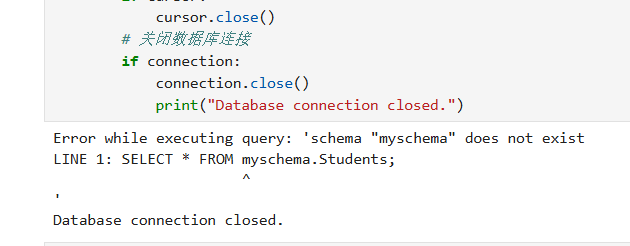 cursor.close()
# 关闭数据库连接
if connection:
connection.close()
print("Database connection closed.")
Error while executing query: 'schema "myschema" does not exist
LINE 1: SELECT * FROM myschema.Students;
^
'
Database connection closed.